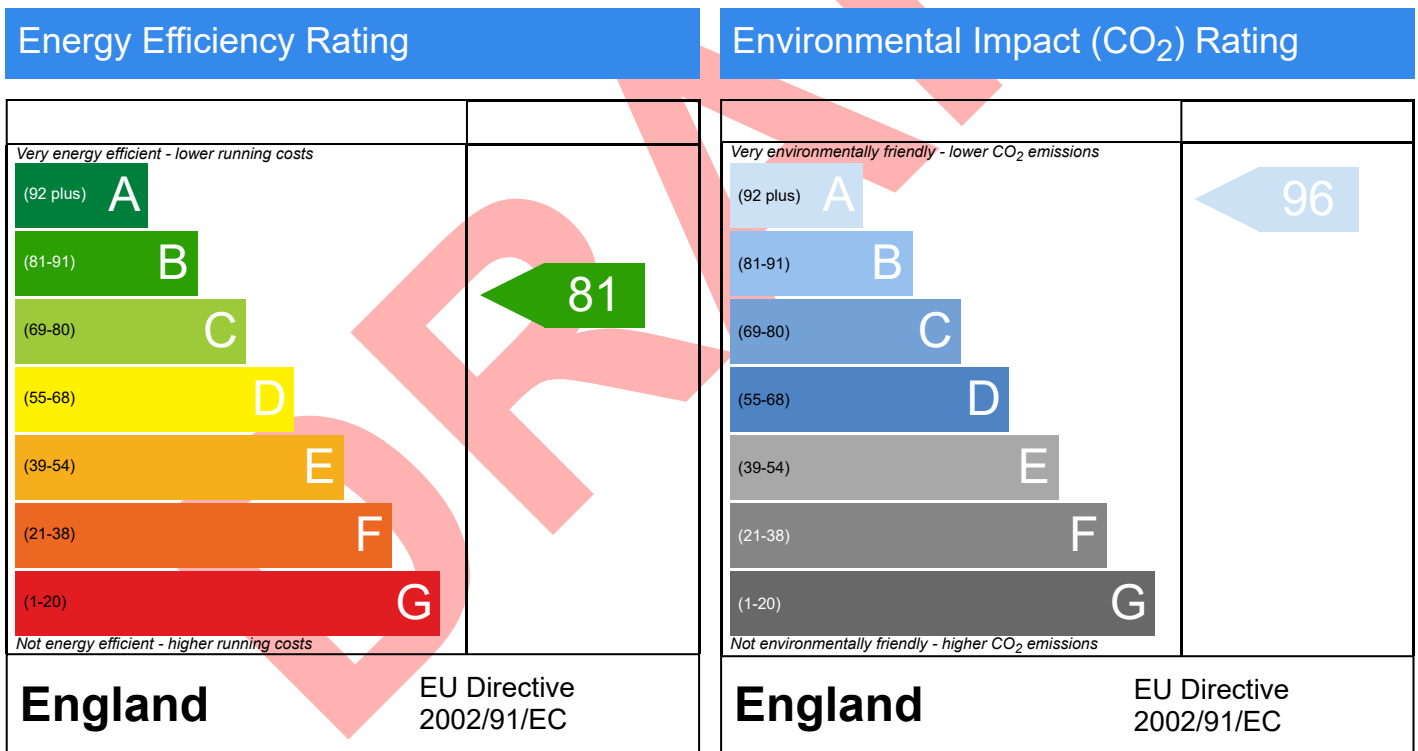 Energy Efficiency Rating
Very energy efficient - lower running costs
(92 plus) A
(81-91) B
(69-80) C
(55-68) D
(39-54) E
(21-38) F
(1-20) G
Not energy efficient - higher running costs
81
England
EU Directive
2002/91/EC
Environmental Impact (CO₂) Rating
Very environmentally friendly - lower CO₂ emissions
(92 plus) A
(81-91) B
(69-80) C
(55-68) D
(39-54) E
(21-38) F
(1-20) G
Not environmentally friendly - higher CO₂ emissions
96
England
EU Directive
2002/91/EC
DRA